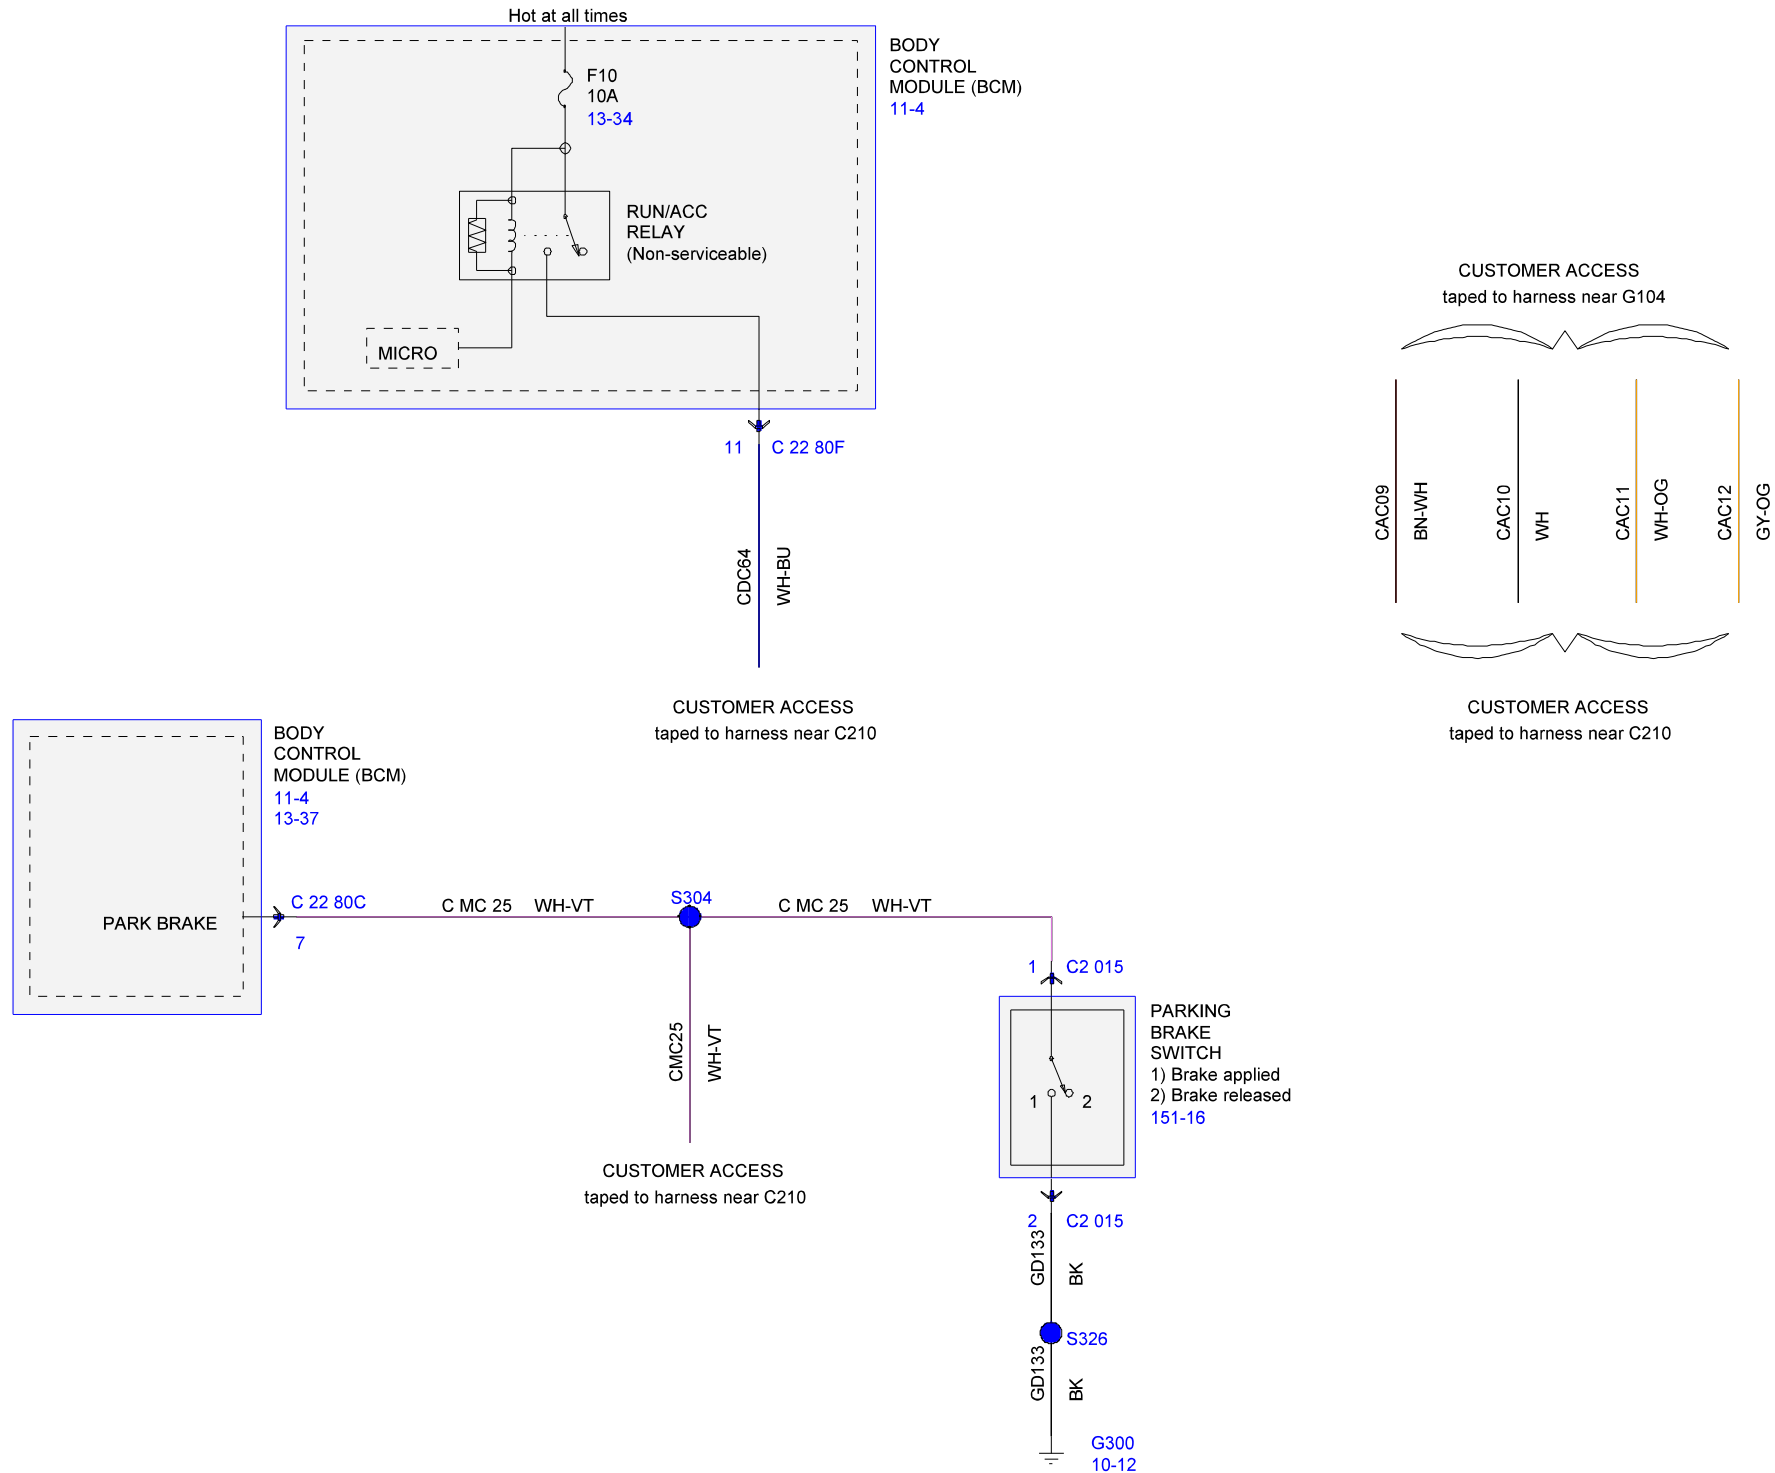 Hot at all times
BODY
CONTROL
MODULE (BCM)
11-4
F10
10A
13-34
RUN/ACC
RELAY
(Non-serviceable)
MICRO
11 C 22 80F
CDC64
WH-BU
CUSTOMER ACCESS
taped to harness near C210
CUSTOMER ACCESS
taped to harness near G104
CAC09
BN-WH
CAC10
WH
CAC11
WH-OG
CAC12
GY-OG
CUSTOMER ACCESS
taped to harness near C210
BODY
CONTROL
MODULE (BCM)
11-4
13-37
PARK BRAKE
C 22 80C
7
C MC 25 WH-VT
S304
C MC 25 WH-VT
CMC25
WH-VT
CUSTOMER ACCESS
taped to harness near C210
1 C2 015
PARKING
BRAKE
SWITCH
1) Brake applied
2) Brake released
151-16
1 2
2 C2 015
GD133
BK
S326
GD133
BK
G300
10-12